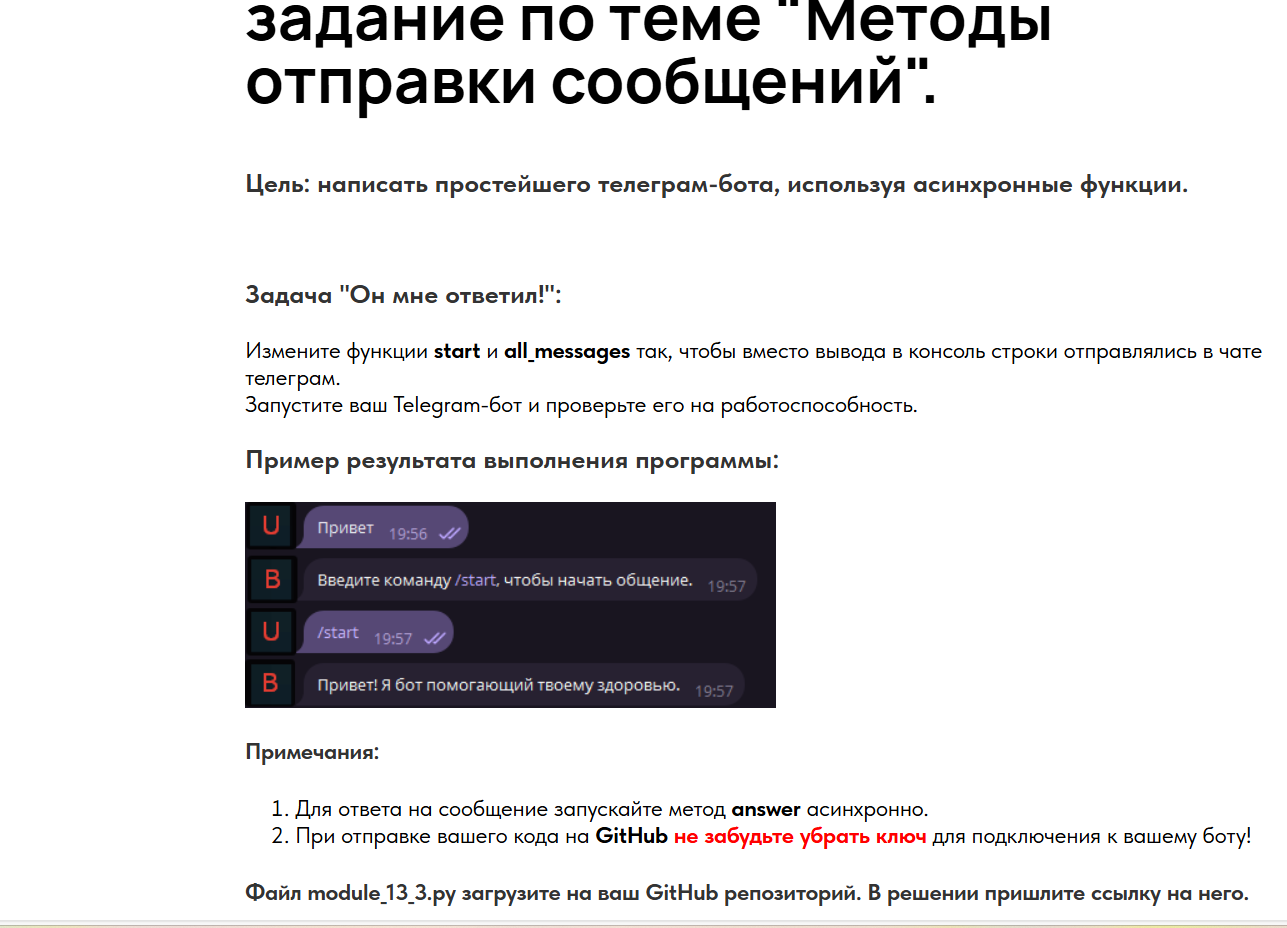 задание по теме "Методы
отправки сообщений".
Цель: написать простейшего телеграм-бота, используя асинхронные функции.
Задача "Он мне ответил!":
Измените функции start и all_messages так, чтобы вместо вывода в консоль строки отправлялись в чате
телеграм.
Запустите ваш Telegram-бот и проверьте его на работоспособность.
Пример результата выполнения программы:
U Привет 19:56
B Введите команду /start, чтобы начать общение. 19:57
U /start 19:57
B Привет! Я бот помогающий твоему здоровью. 19:57
Примечания:
1. Для ответа на сообщение запускайте метод answer асинхронно.
2. При отправке вашего кода на GitHub не забудьте убрать ключ для подключения к вашему боту!
Файл module_13_3.py загрузите на ваш GitHub репозиторий. В решении пришлите ссылку на него.